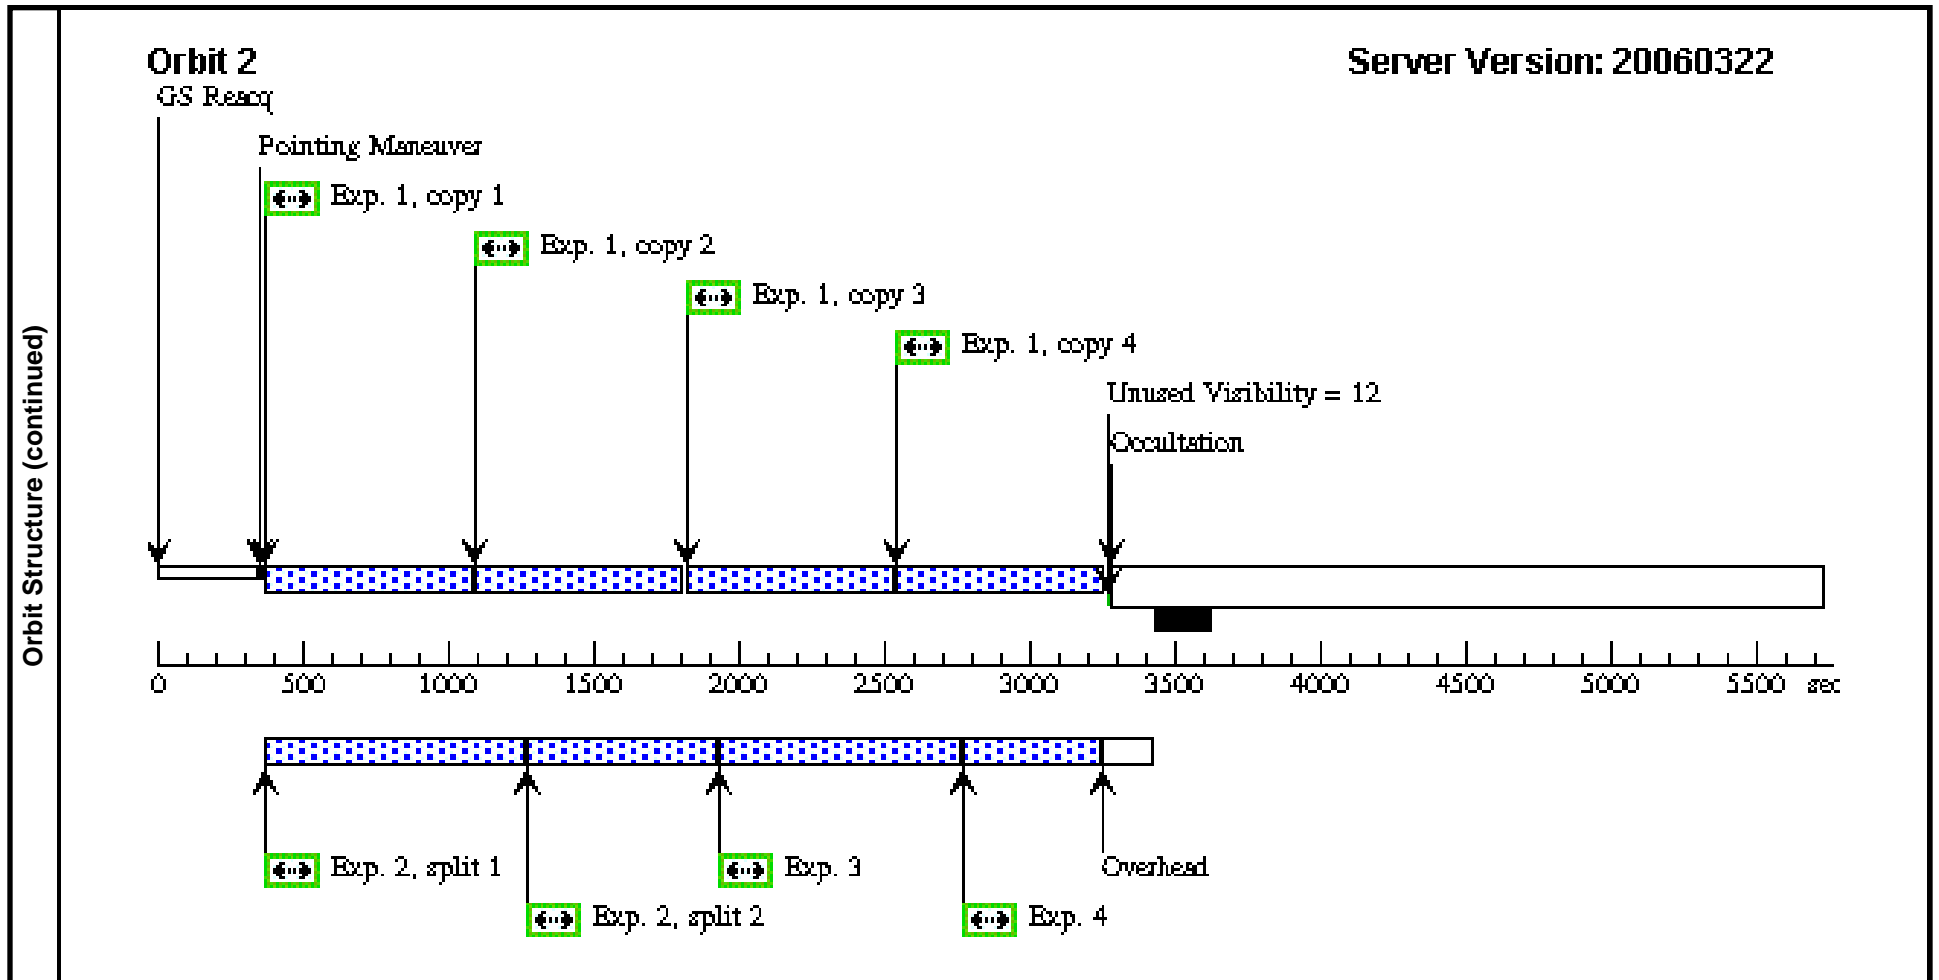 Orbit 2
Server Version: 20060322
GS Reacq
Pointing Maneuver
Exp. 1, copy 1
Exp. 1, copy 2
Exp. 1, copy 3
Exp. 1, copy 4
Unused Visibility = 12
Occultation
Orbit Structure (continued)
0 500 1000 1500 2000 2500 3000 3500 4000 4500 5000 5500 sec
Exp. 2, split 1
Exp. 3
Overhead
Exp. 2, split 2
Exp. 4